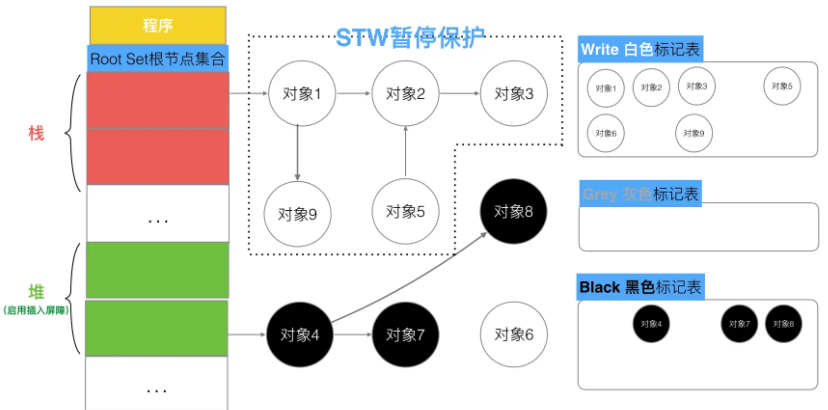 程序
Root Set根节点集合
栈
...
堆
(启用插入屏障)
...
STW暂停保护
对象1
对象2
对象3
对象9
对象5
对象8
对象4
对象7
对象6
Write 白色标记表
对象1
对象2
对象3
对象5
对象6
对象9
Grey 灰色标记表
Black 黑色标记表
对象4
对象7
对象8